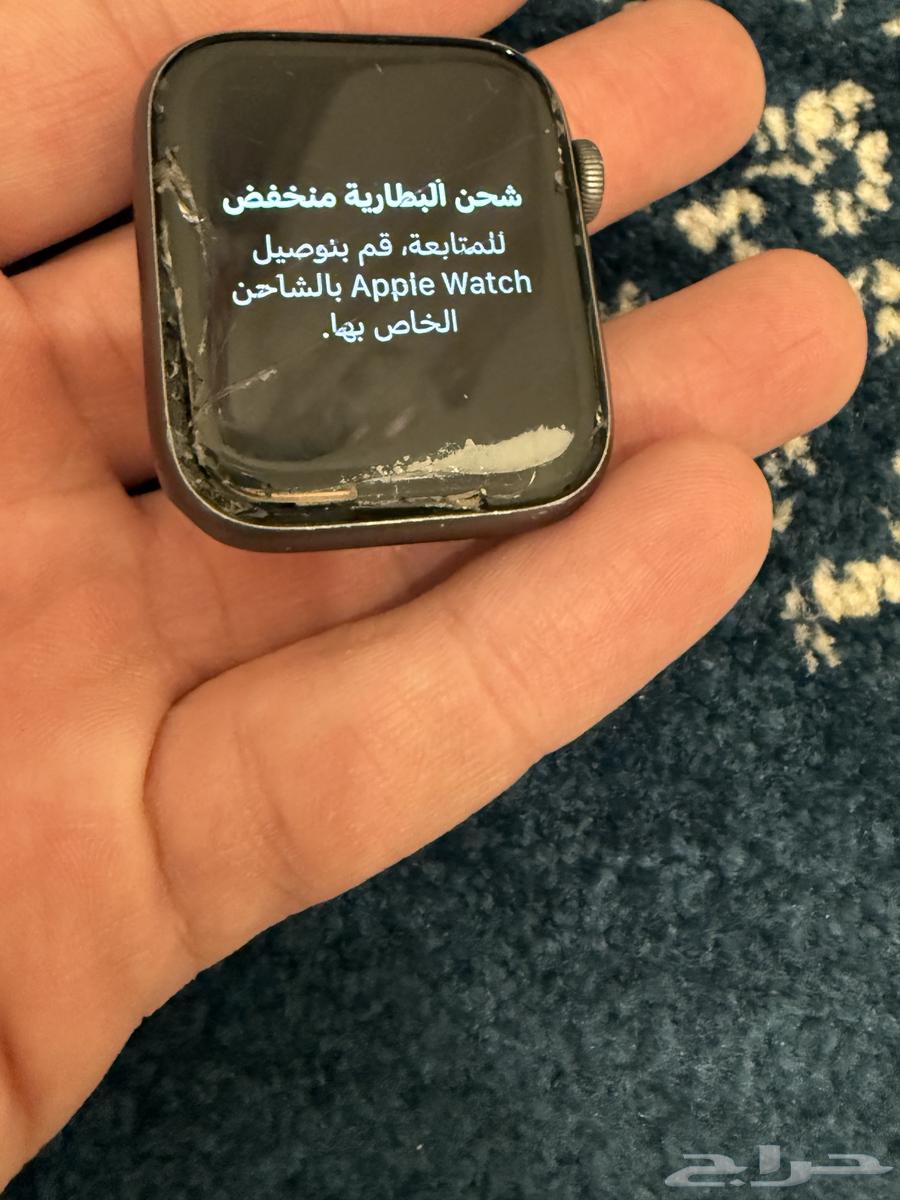 شحن البطارية منخفض
للمتابعة، قم بتوصيل
Apple Watch بالشاحن
الخاص بها.
حراج